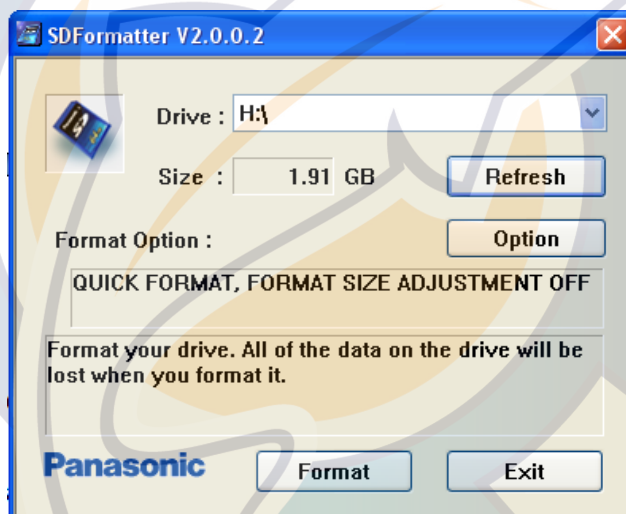 SDFormatter V2.0.0.2
Drive : H:\
Size : 1.91 GB Refresh
Format Option : Option
QUICK FORMAT, FORMAT SIZE ADJUSTMENT OFF
Format your drive. All of the data on the drive will be
lost when you format it.
Panasonic Format Exit